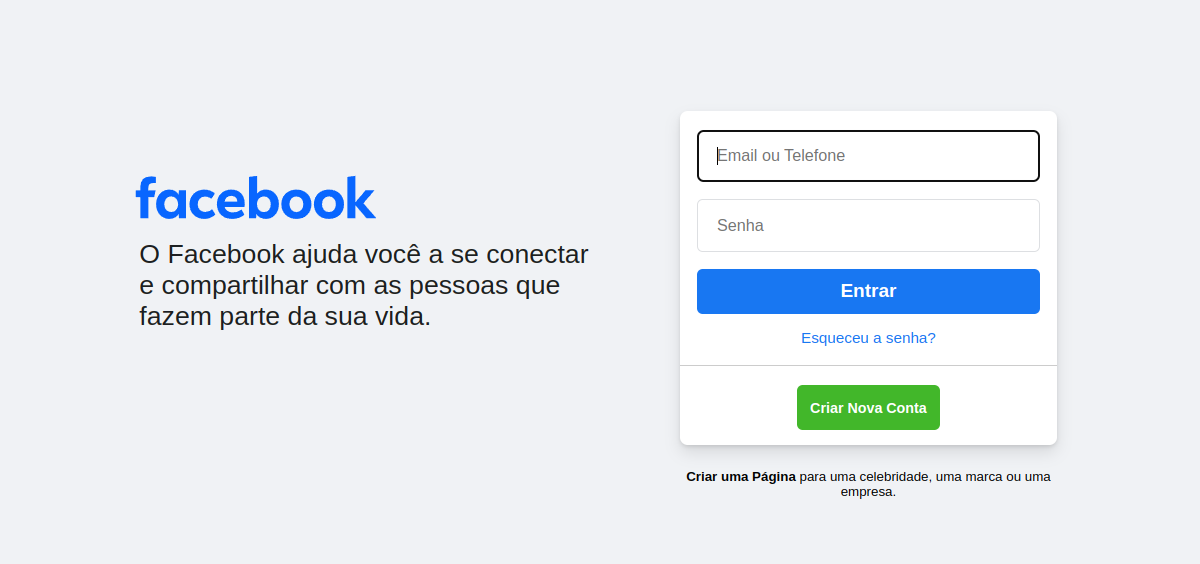 facebook
O Facebook ajuda você a se conectar
e compartilhar com as pessoas que
fazem parte da sua vida.
Email ou Telefone
Senha
Entrar
Esqueceu a senha?
Criar Nova Conta
Criar uma Página para uma celebridade, uma marca ou uma
empresa.